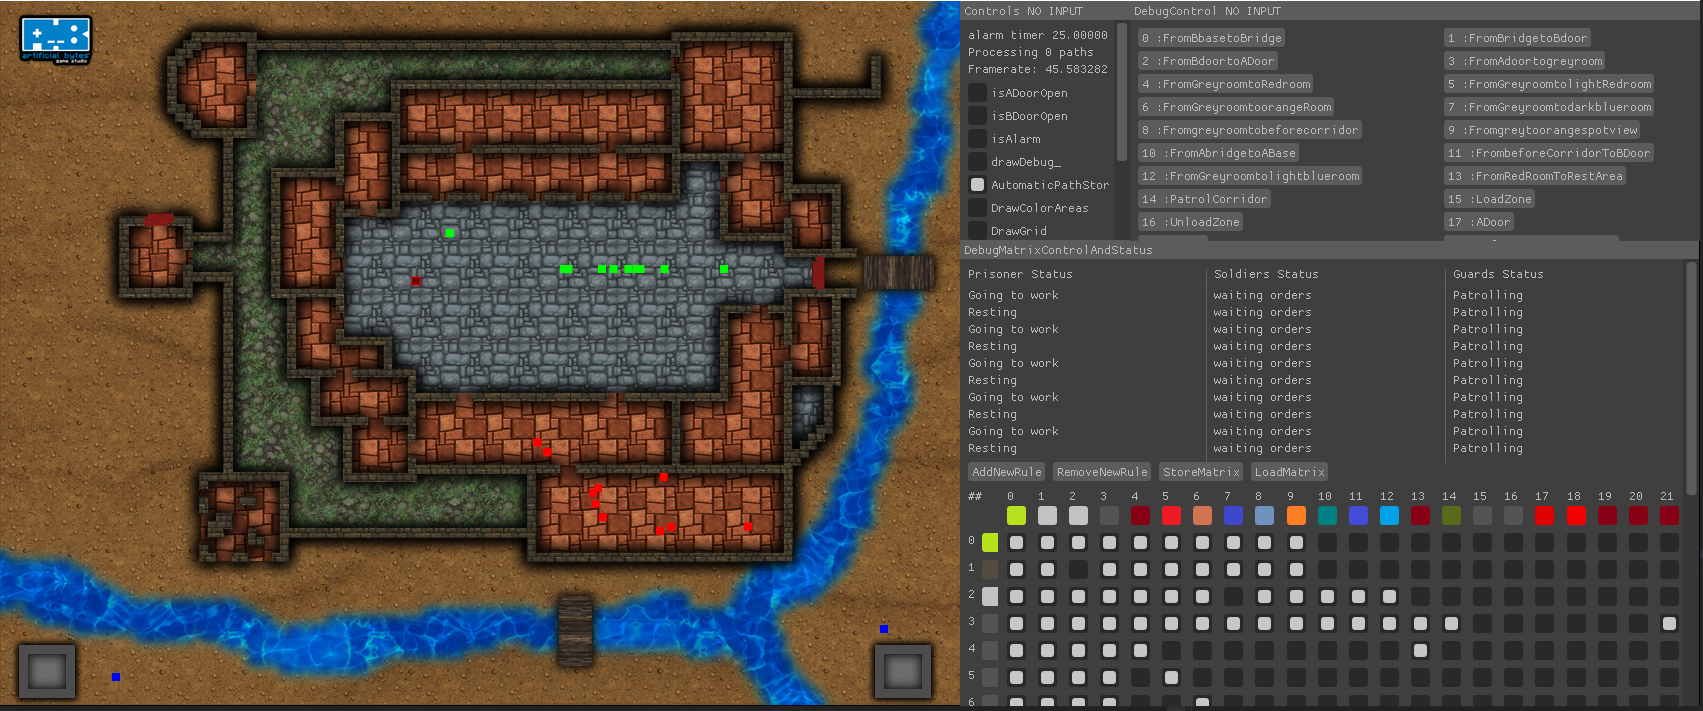 artificial bytes
game studio
Controls NO INPUT
alarm timer 25.00000
Processing 0 paths
Framerate: 45.583282
isADoorOpen
isBDoorOpen
isAlarm
drawDebug_
AutomaticPathStor
DrawColorAreas
DrawGrid
DebugControl NO INPUT
0 :FromBbasetoBridge
1 :FromBridgetoBdoor
2 :FromBdoortoADoor
3 :FromAdoortogreyroom
4 :FromGreyroomtoRedroom
5 :FromGreyroomtolightRedroom
6 :FromGreyroomtoorangeRoom
7 :FromGreyroomtodarkblueroom
8 :Fromgreyroomtobeforecorridor
9 :Fromgreytoorangespotview
10 :FromAbridgetoABase
11 :FrombeforeCorridorToBDoor
12 :FromGreyroomtolightblueroom
13 :FromRedRoomToRestArea
14 :PatrolCorridor
15 :LoadZone
16 :UnloadZone
17 :ADoor
DebugMatrixControlAndStatus
Prisoner Status Soldiers Status Guards Status
Going to work waiting orders Patrolling
Resting waiting orders Patrolling
Going to work waiting orders Patrolling
Resting waiting orders Patrolling
Going to work waiting orders Patrolling
Resting waiting orders Patrolling
Going to work waiting orders Patrolling
Resting waiting orders Patrolling
Going to work waiting orders Patrolling
Resting waiting orders Patrolling
AddNewRule RemoveNewRule StoreMatrix LoadMatrix
## 0 1 2 3 4 5 6 7 8 9 10 11 12 13 14 15 16 17 18 19 20 21
0
1
2
3
4
5
6